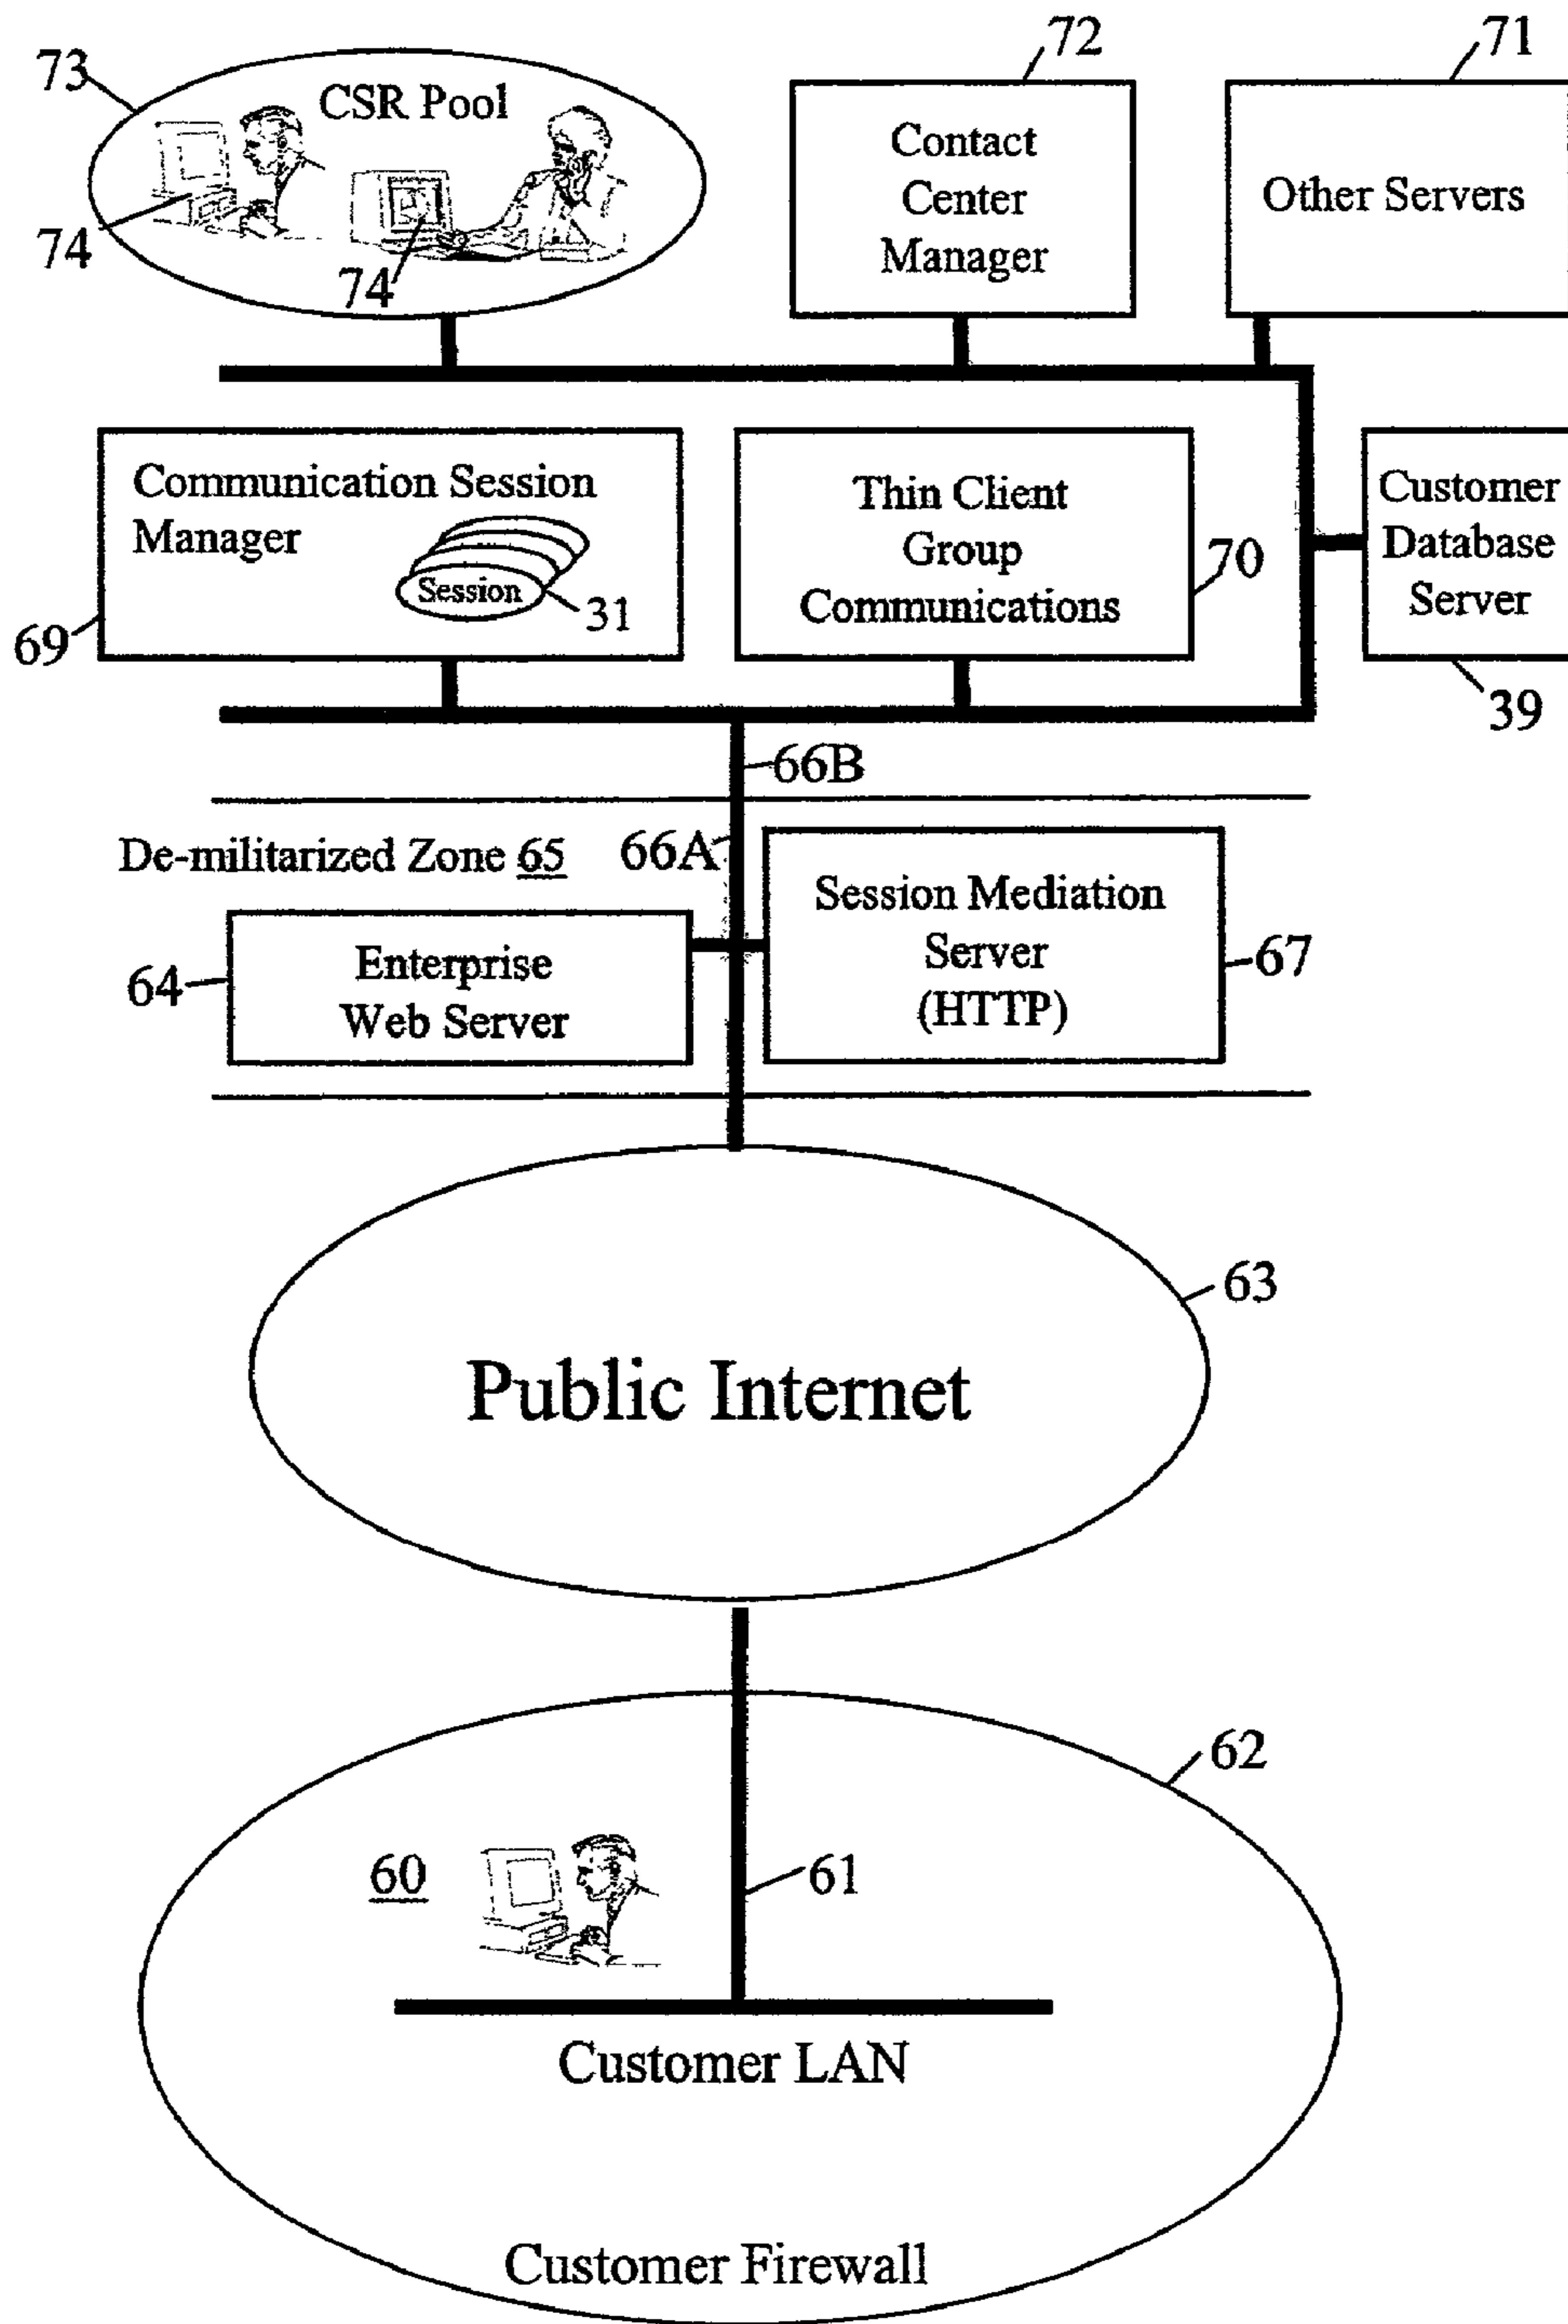 73
CSR Pool
74
74
72
Contact
Center
Manager
71
Other Servers
Communication Session
Manager
Session
31
69
Thin Client
Group
Communications
70
Customer
Database
Server
39
66B
De-militarized Zone 65
66A
64
Enterprise
Web Server
Session Mediation
Server
(HTTP)
67
63
Public Internet
62
60
61
Customer LAN
Customer Firewall